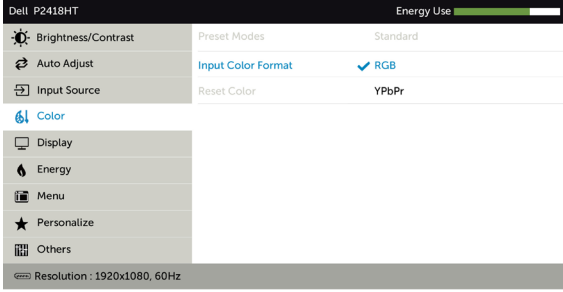 Dell P2418HT Energy Use
Brightness/Contrast Preset Modes Standard
Auto Adjust Input Color Format RGB
Input Source Reset Color YPbPr
Color
Display
Energy
Menu
Personalize
Others
Resolution : 1920x1080, 60Hz